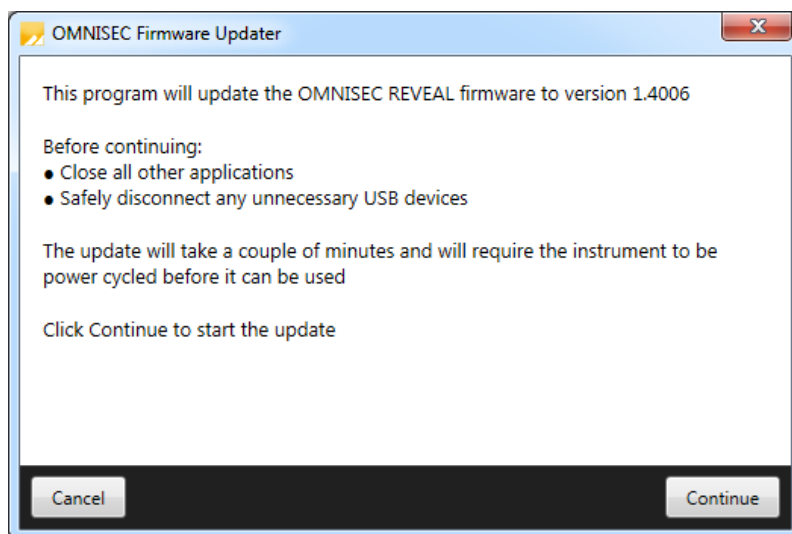 OMNISEC Firmware Updater
This program will update the OMNISEC REVEAL firmware to version 1.4006
Before continuing:
● Close all other applications
● Safely disconnect any unnecessary USB devices
The update will take a couple of minutes and will require the instrument to be
power cycled before it can be used
Click Continue to start the update
Cancel
Continue